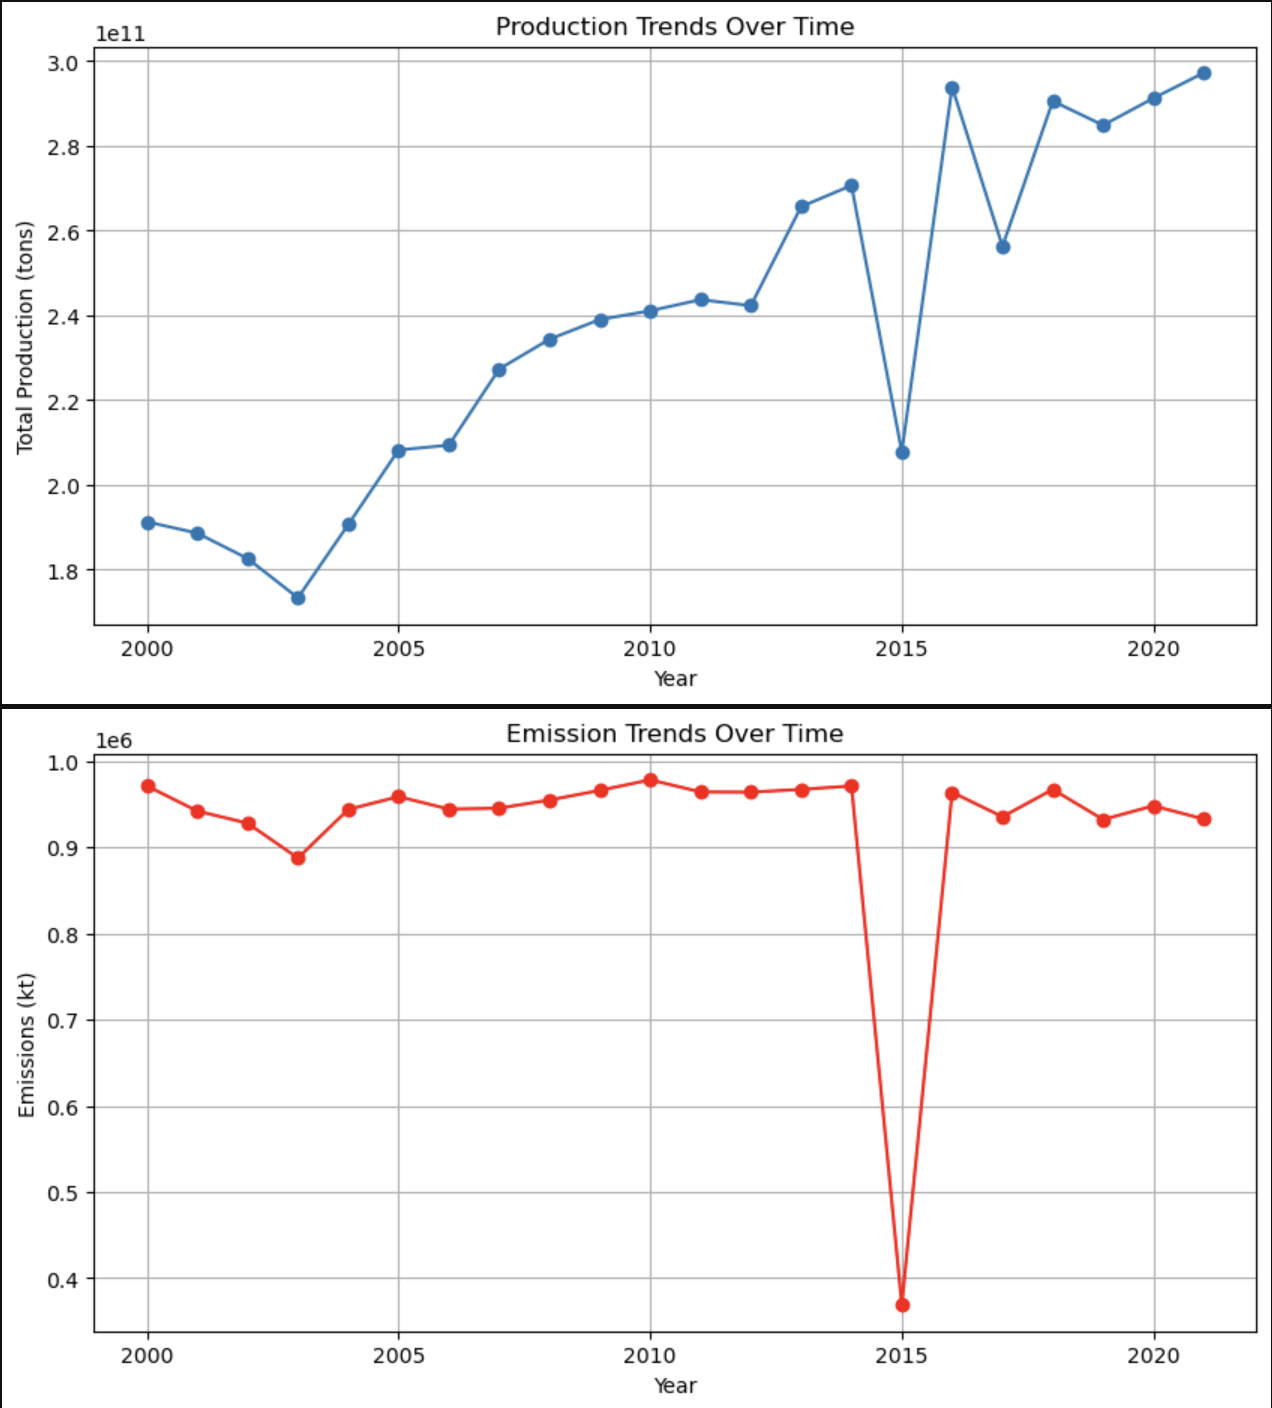 Production Trends Over Time
1e11
3.0
2.8
2.6
2.4
2.2
2.0
1.8
Total Production (tons)
2000 2005 2010 2015 2020
Year
Emission Trends Over Time
1e6
1.0
0.9
0.8
0.7
0.6
0.5
0.4
Emissions (kt)
2000 2005 2010 2015 2020
Year